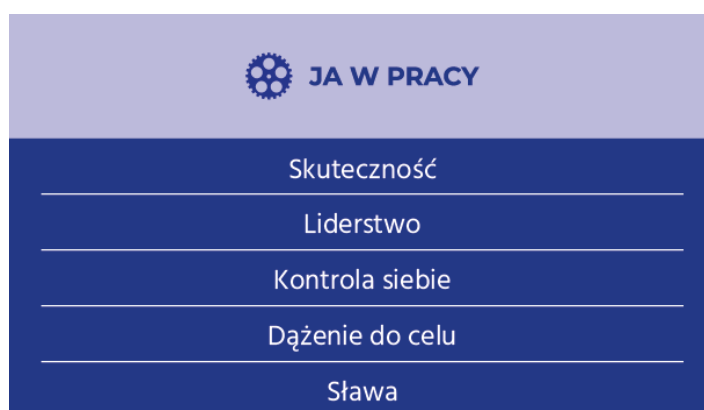 JA W PRACY
Skuteczność
Liderstwo
Kontrola siebie
Dążenie do celu
Sława